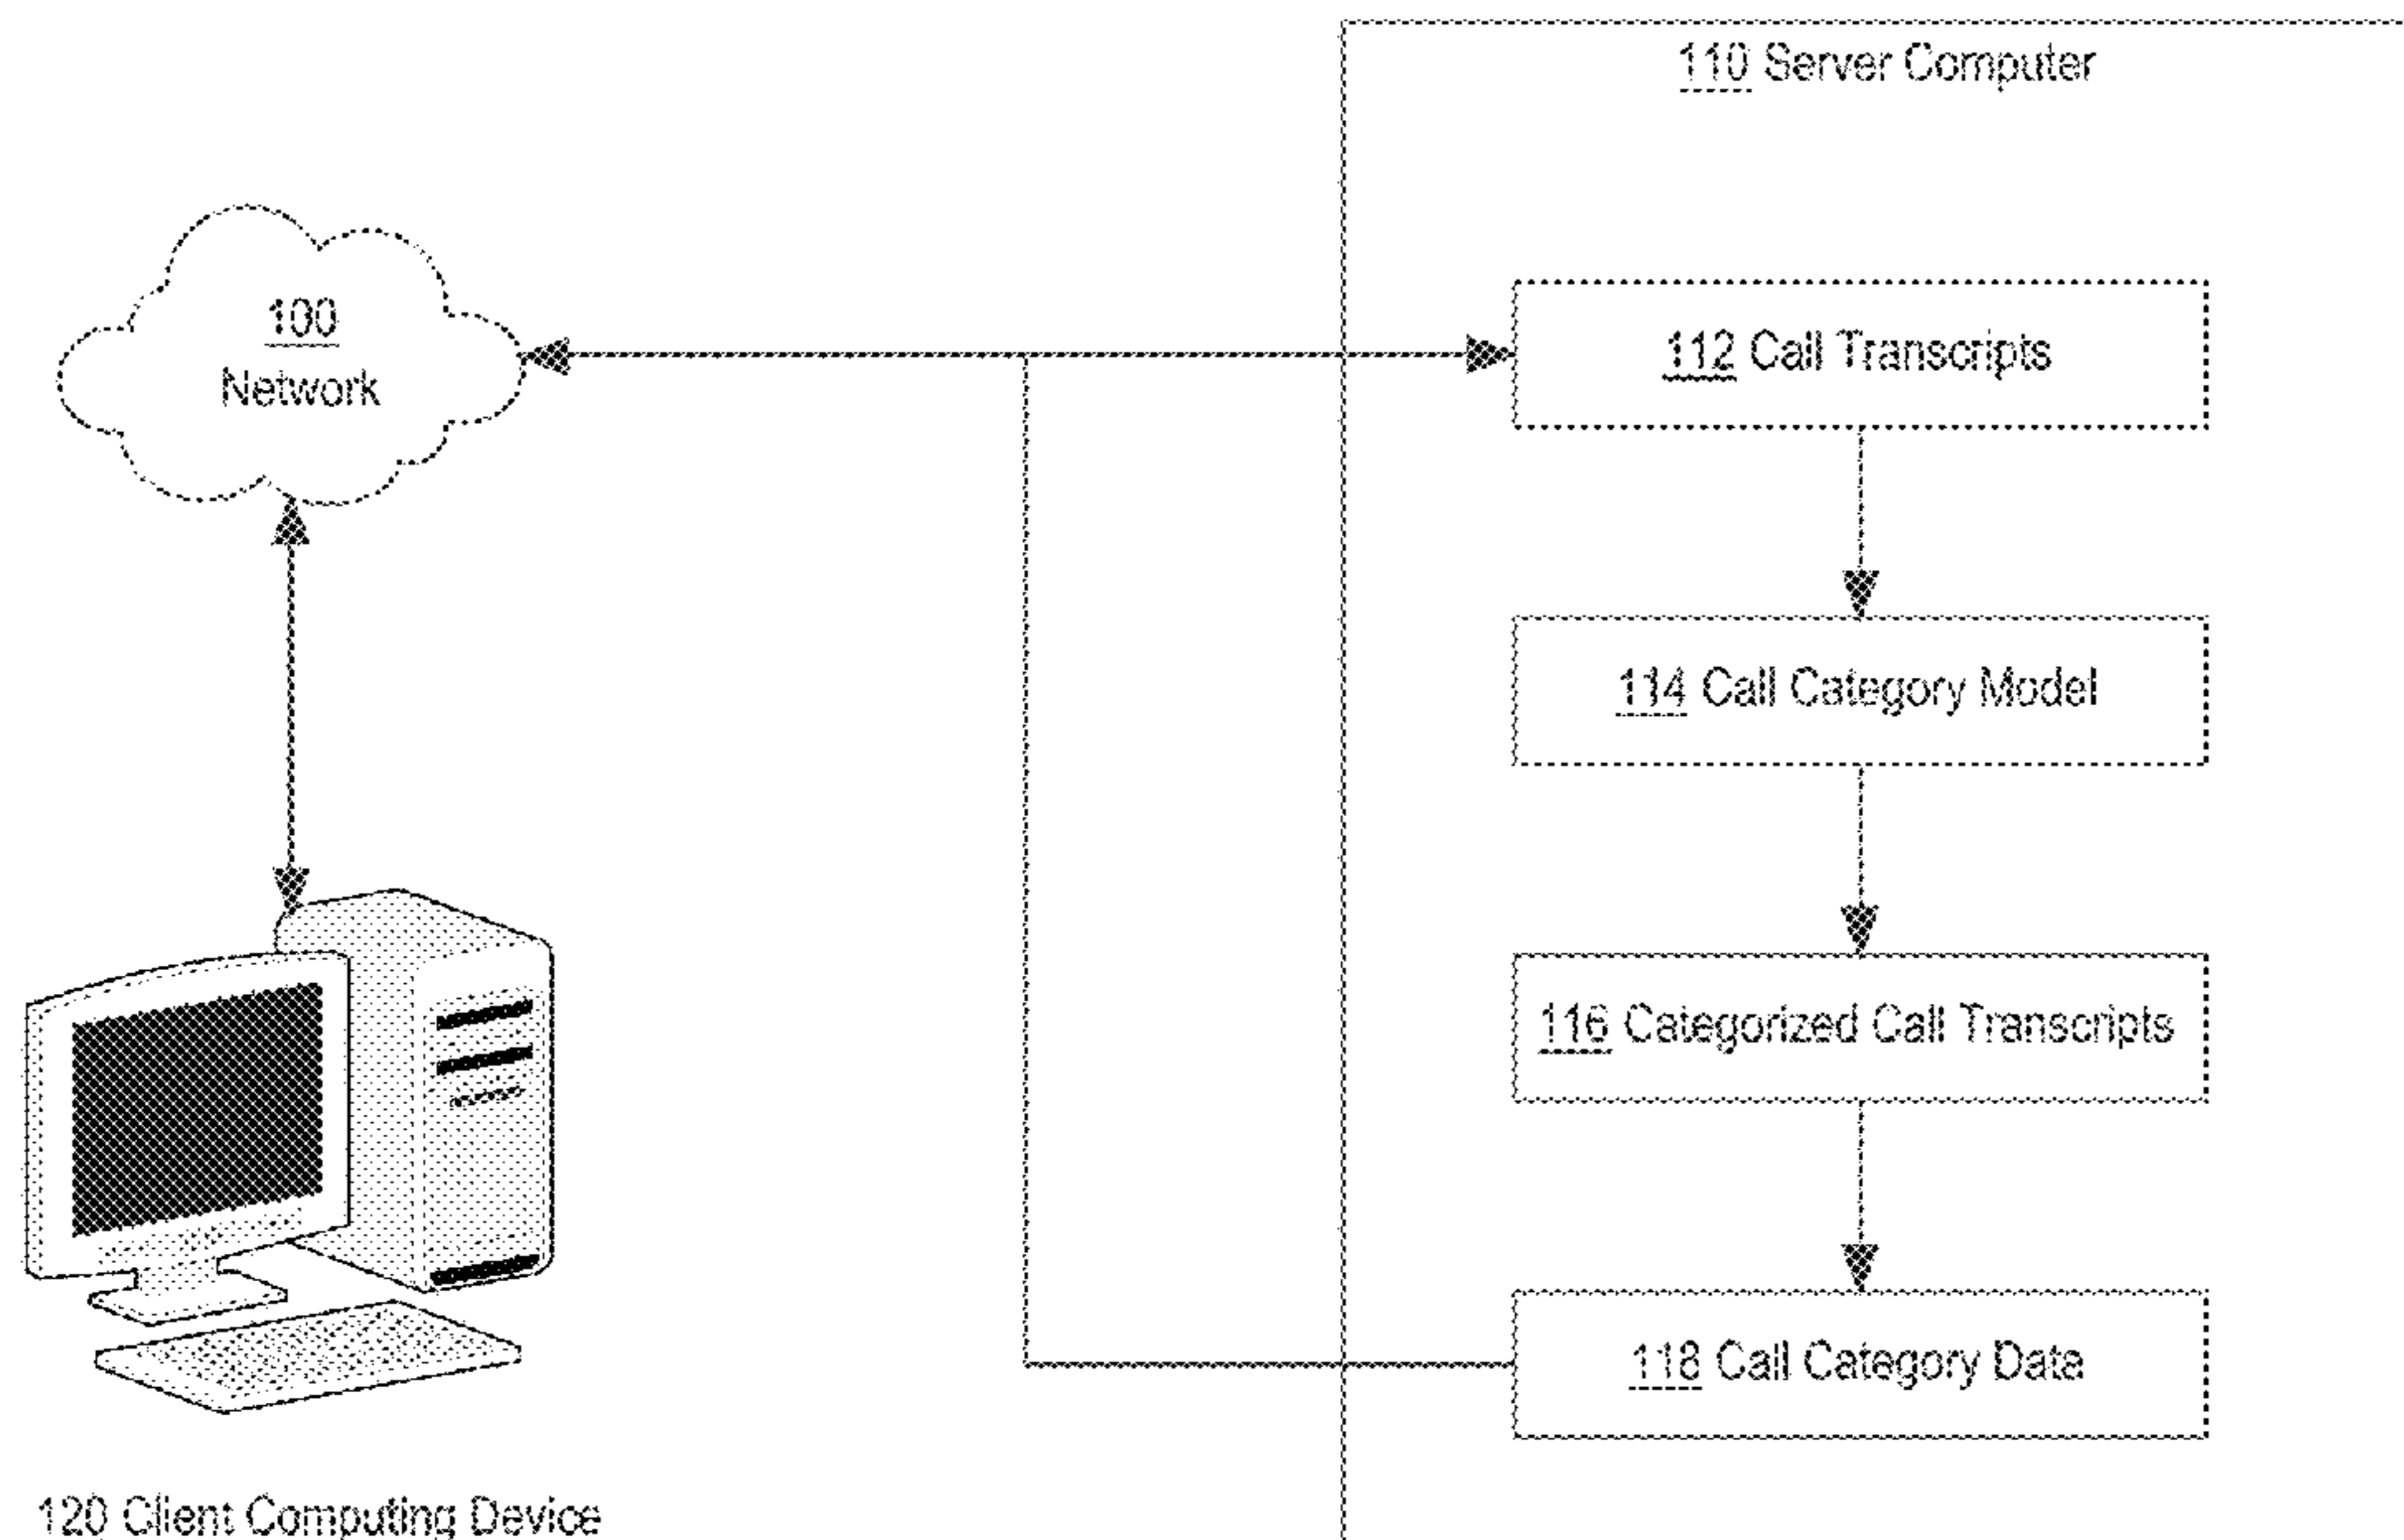 110 Server Computer
100
Network
112 Call Transcripts
114 Call Category Model
116 Categorized Call Transcripts
118 Call Category Data
120 Client Computing Device